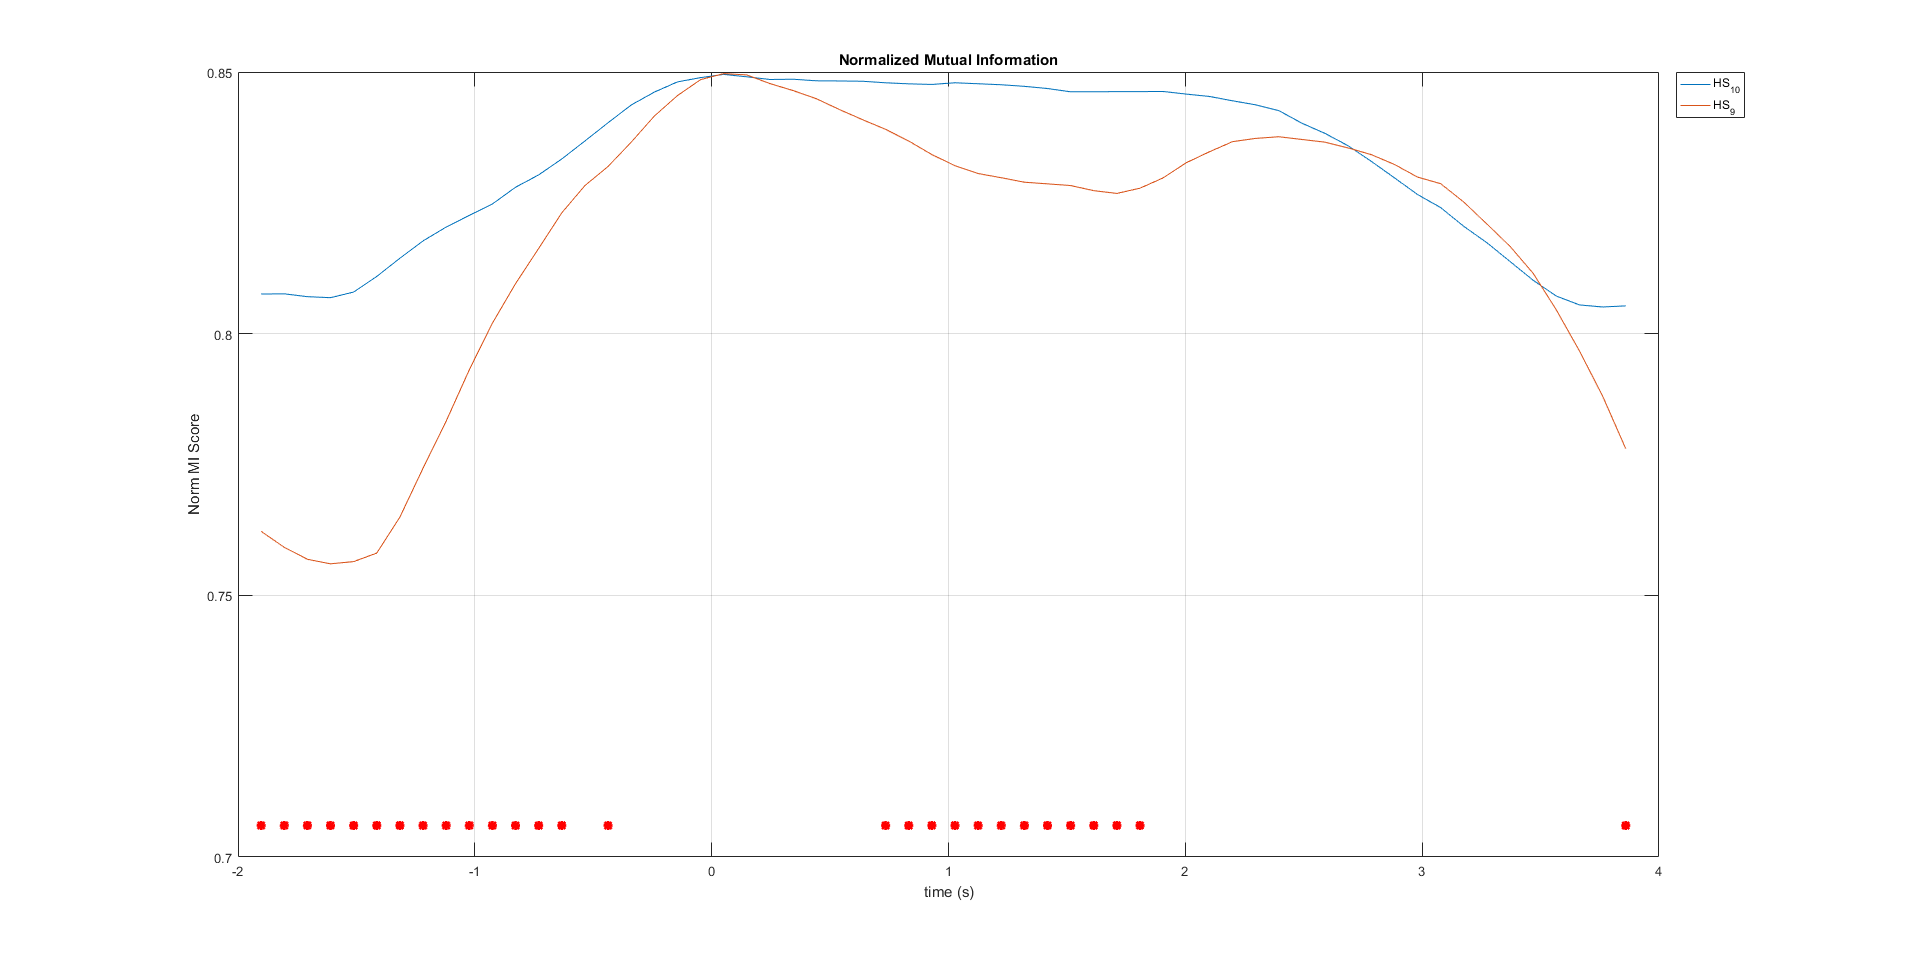 Normalized Mutual Information
0.85
0.8
0.75
0.7
Norm MI Score
-2 -1 0 1 2 3 4
time (s)
HS10
HS9